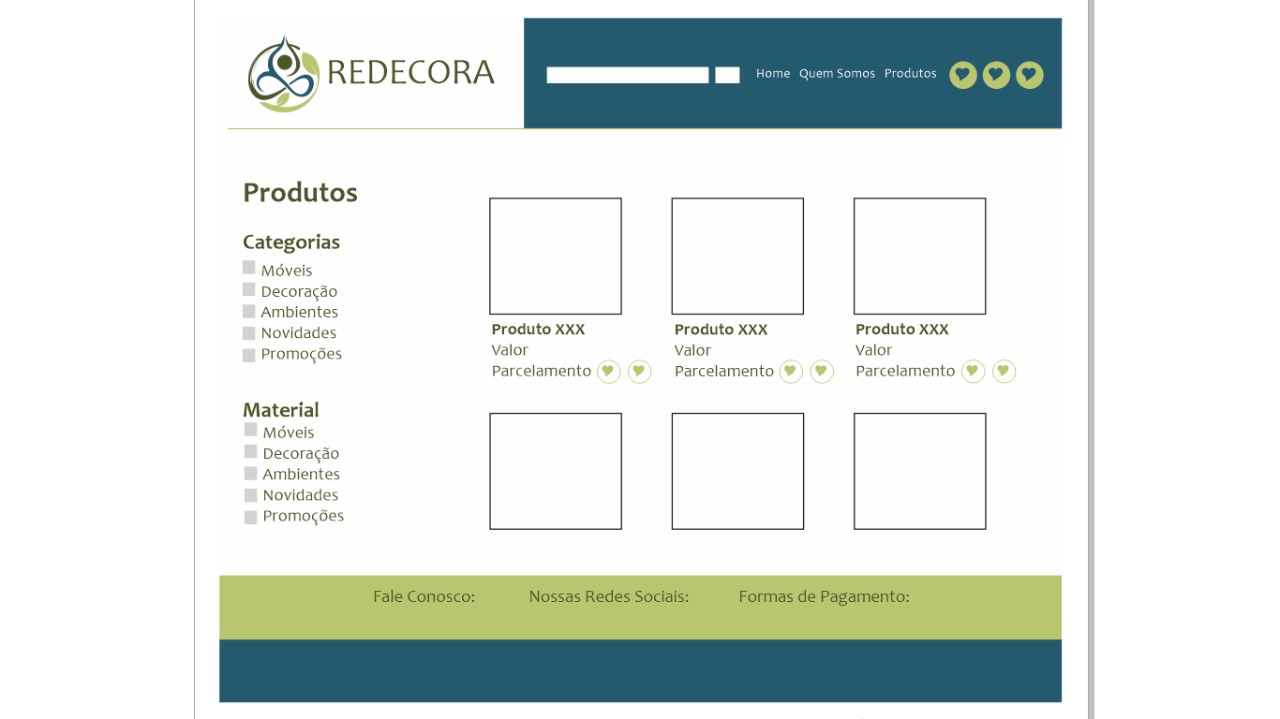 REDECORA
Home Quem Somos Produtos
Produtos
Categorias
Móveis
Decoração
Ambientes
Novidades
Promoções
Material
Móveis
Decoração
Ambientes
Novidades
Promoções
Produto XXX
Valor
Parcelamento
Produto XXX
Valor
Parcelamento
Produto XXX
Valor
Parcelamento
Fale Conosco: Nossas Redes Sociais: Formas de Pagamento: